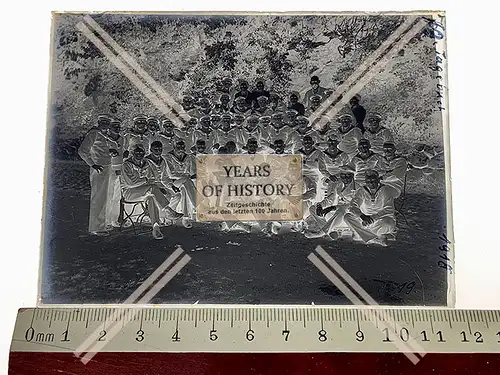 YEARS
OF HISTORY
Zeitgeschichte
aus den letzten 100 Jahren.
1918
0mm 1 2 3 4 5 6 7 8 9 10 11 12